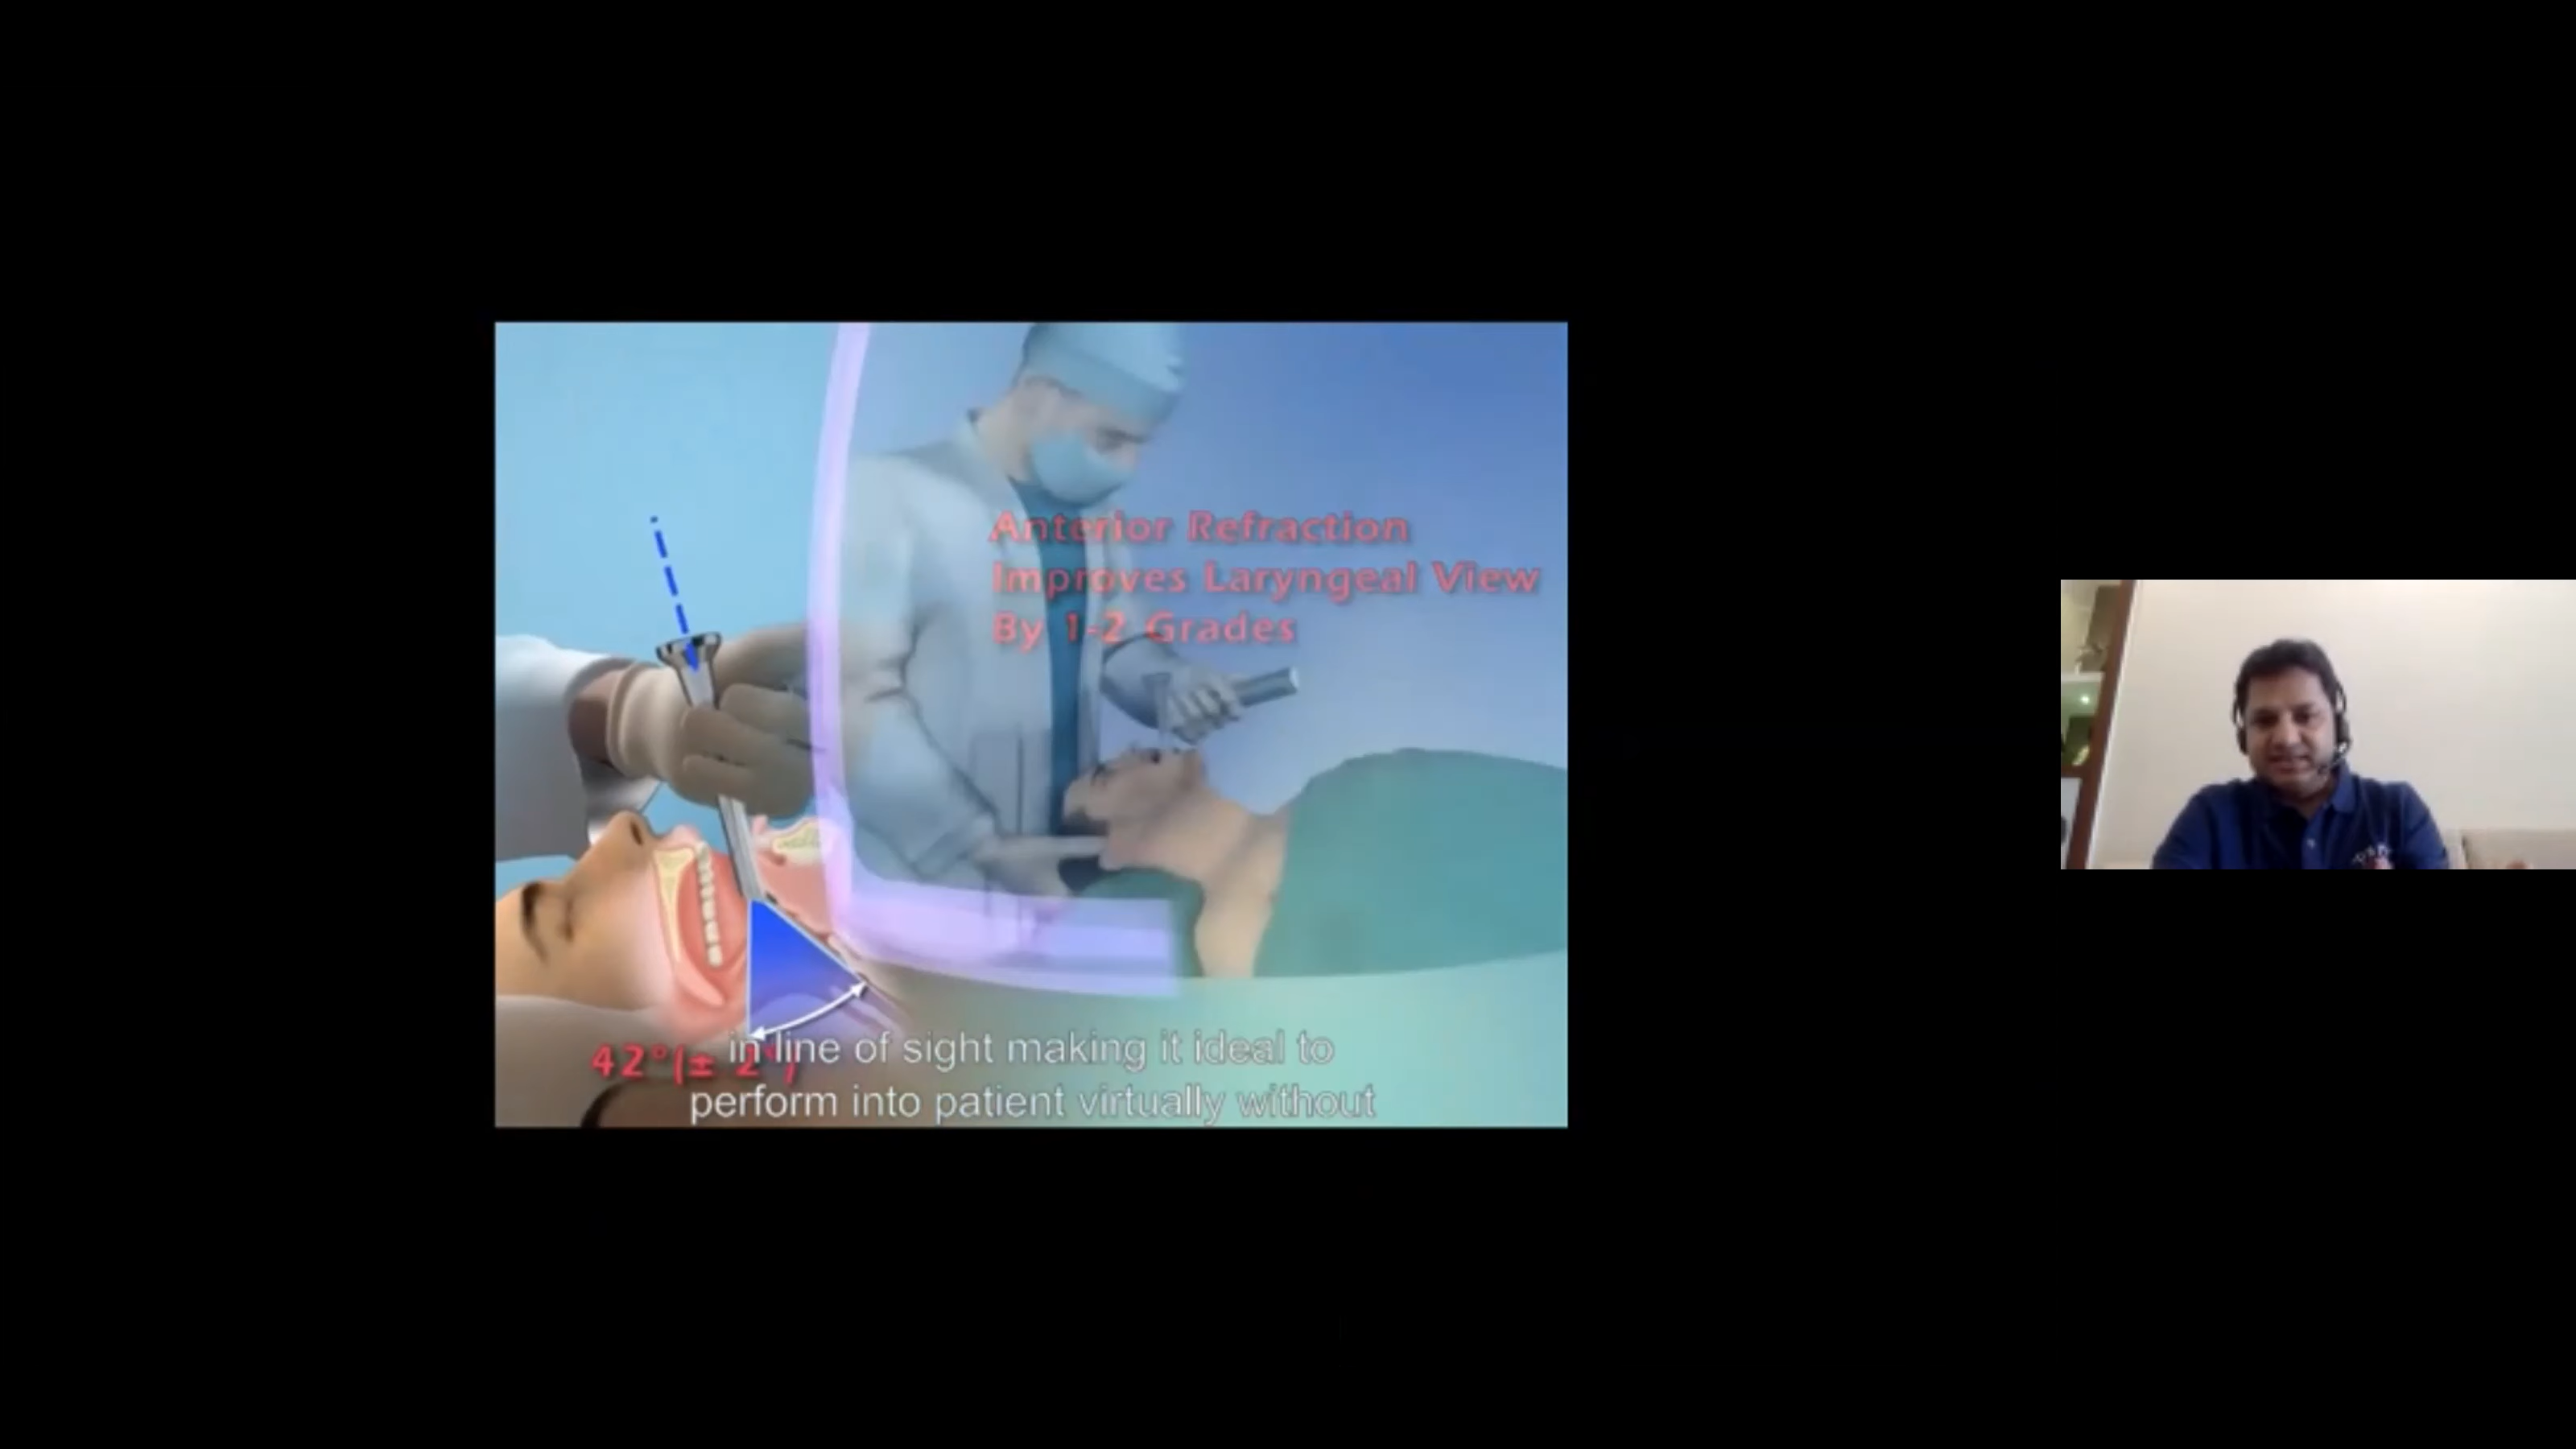 Anterior Refraction
Improves Laryngeal View
By 1-2 Grades
42°(± 2°)
in line of sight making it ideal to
perform into patient virtually without